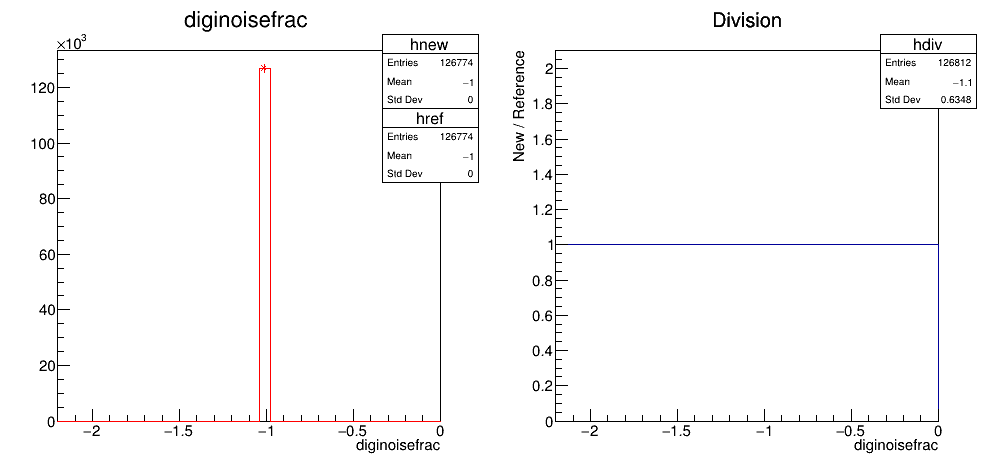 diginoisefrac
×10³
120
100
80
60
40
20
0
−2
−1.5
−1
−0.5
0
diginoisefrac
hnew
Entries 126774
Mean −1
Std Dev 0
href
Entries 126774
Mean −1
Std Dev 0
Division
New / Reference
2
1.8
1.6
1.4
1.2
1
0.8
0.6
0.4
0.2
0
−2
−1.5
−1
−0.5
0
diginoisefrac
hdiv
Entries 126812
Mean −1.1
Std Dev 0.6348